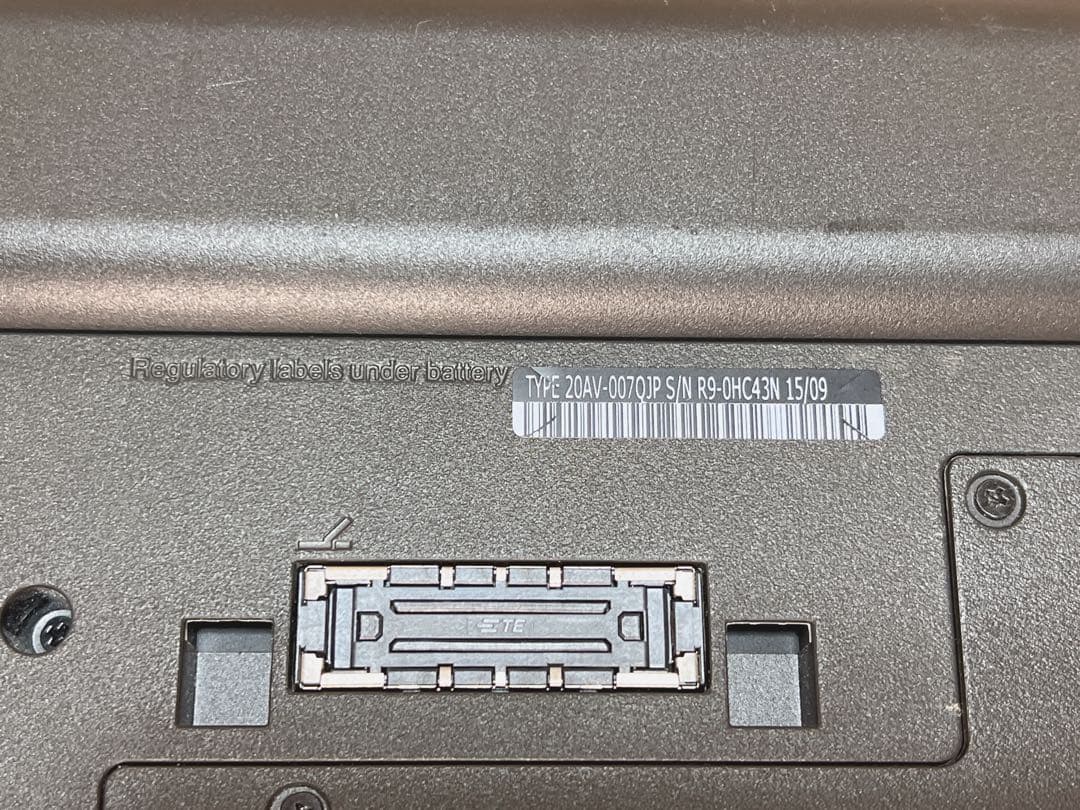 Regulatory labels under battery
TYPE 20AV-007QJP S/N R9-0HC43N 15/09
TE